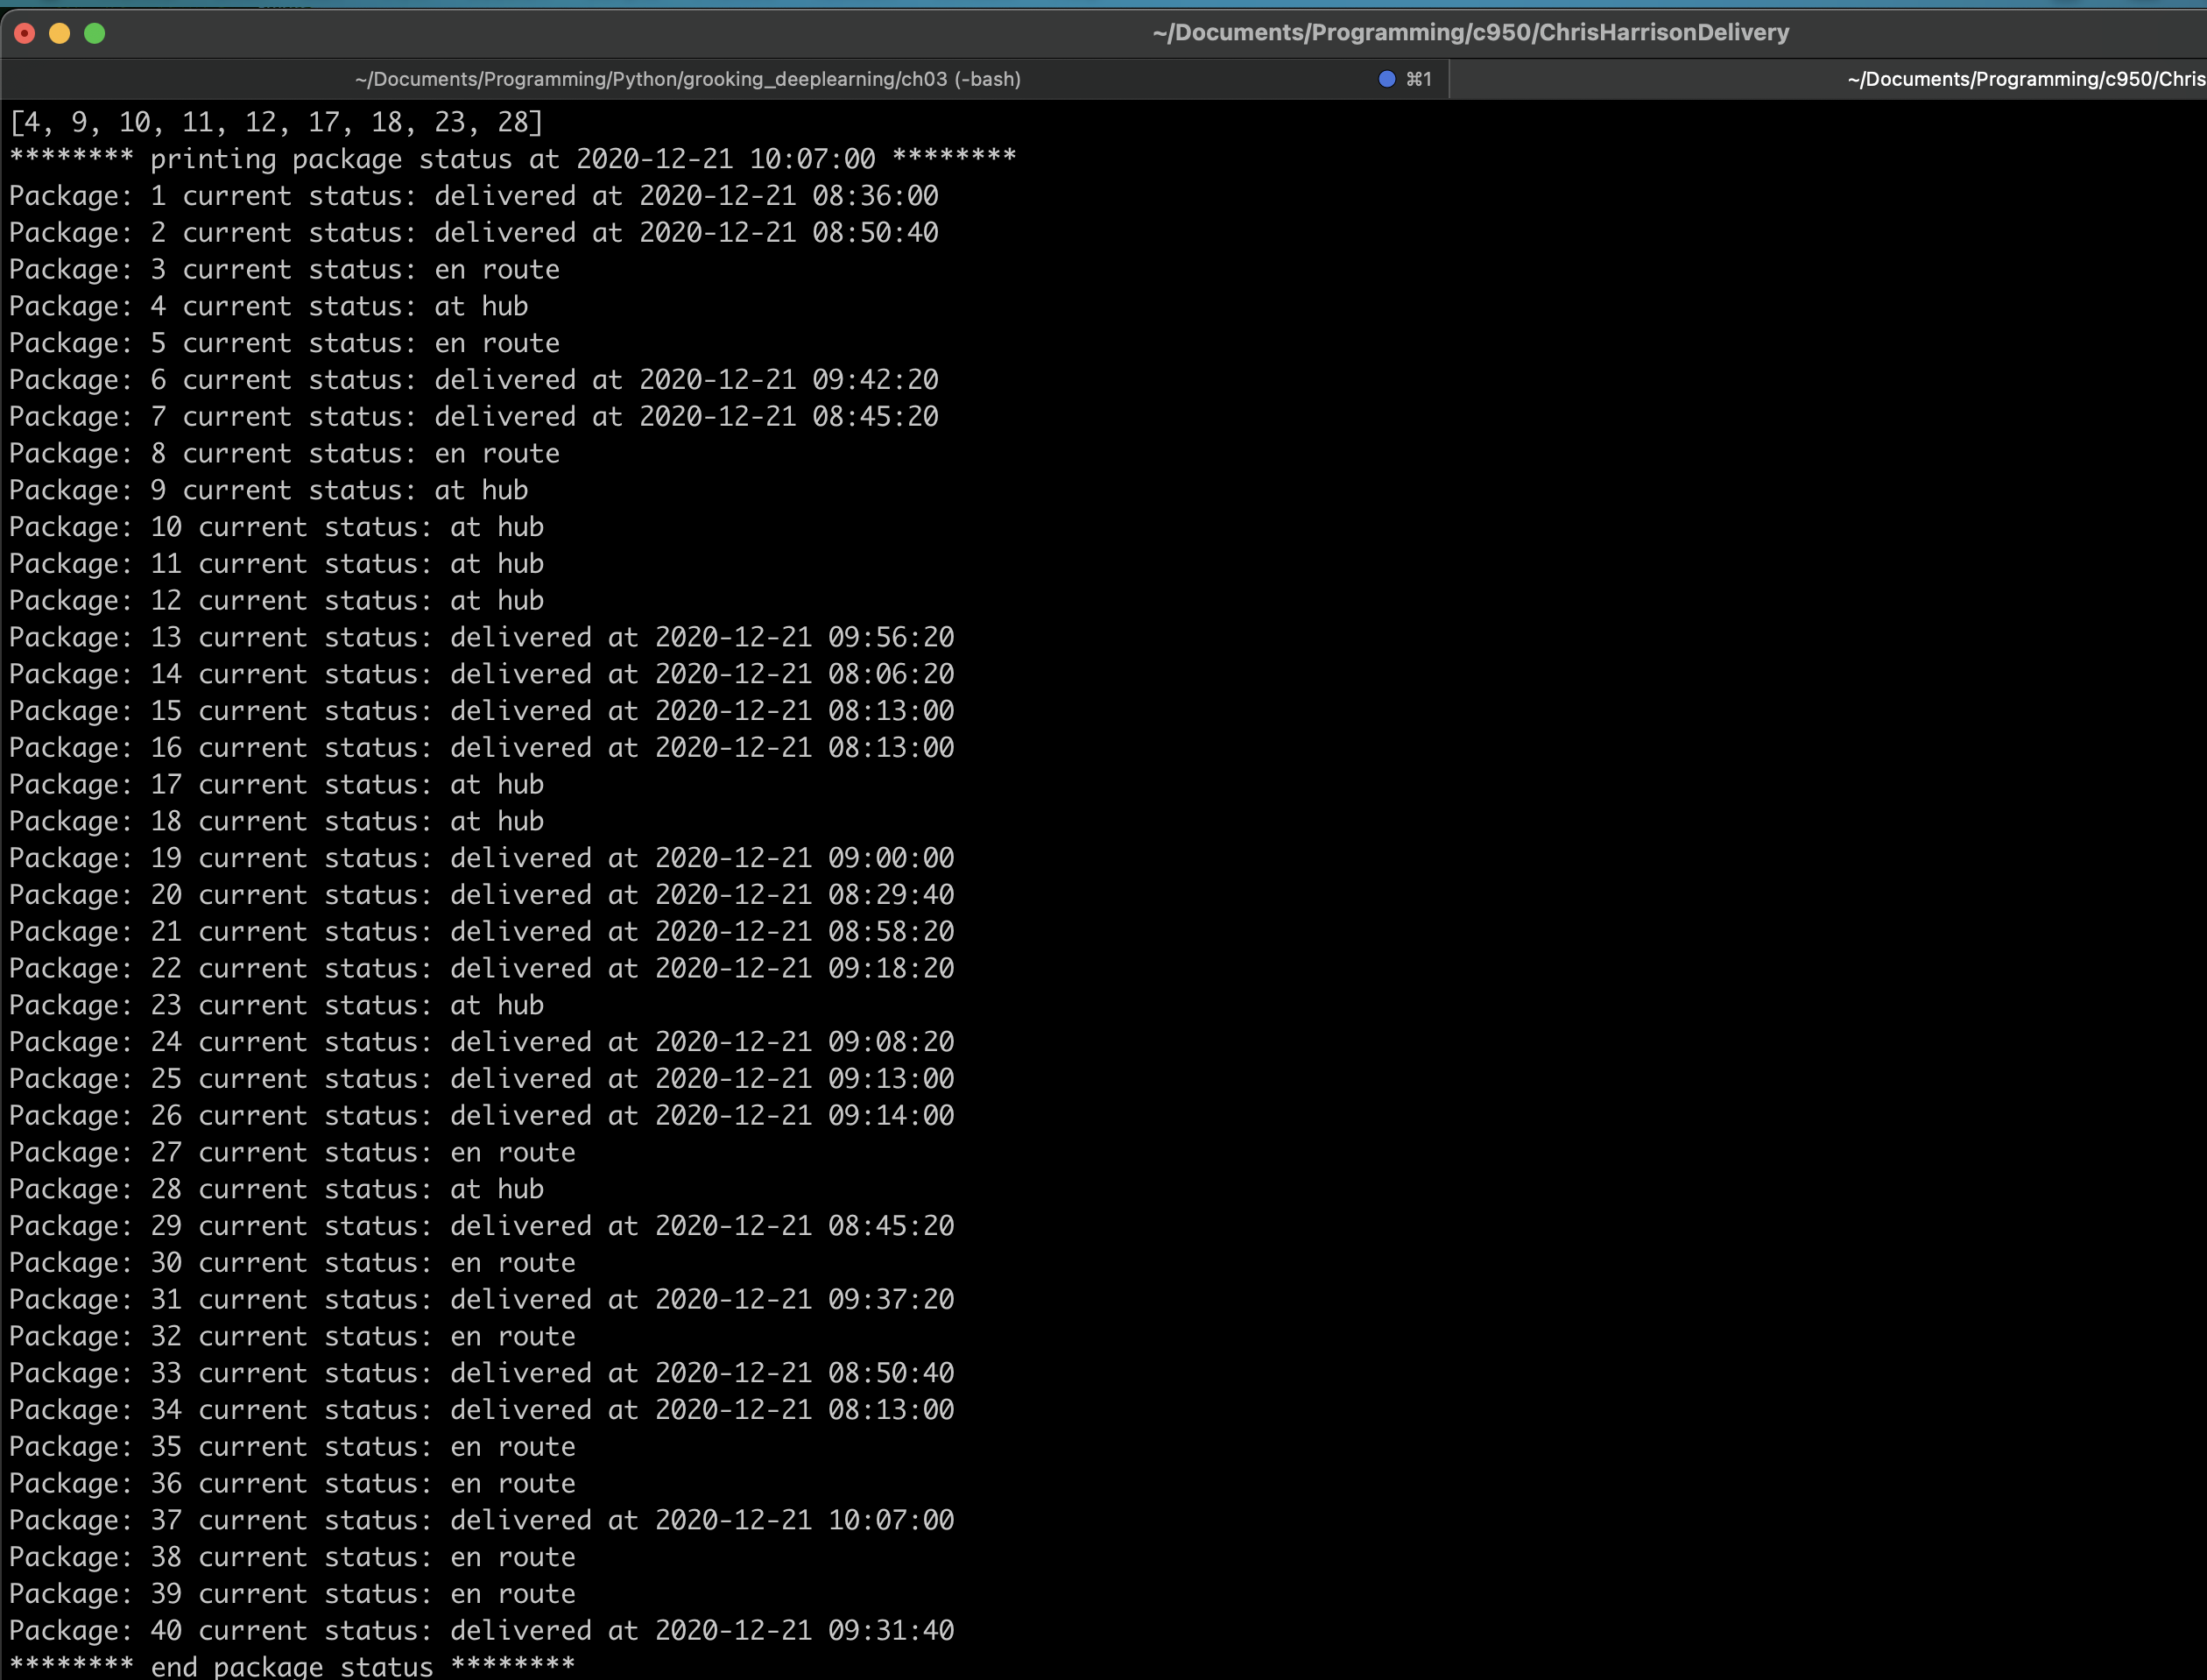 ~/Documents/Programming/c950/ChrisHarrisonDelivery
~/Documents/Programming/Python/grooking_deeplearning/ch03 (-bash) ⌘1 ~/Documents/Programming/c950/Chris
[4, 9, 10, 11, 12, 17, 18, 23, 28]
******** printing package status at 2020-12-21 10:07:00 ********
Package: 1 current status: delivered at 2020-12-21 08:36:00
Package: 2 current status: delivered at 2020-12-21 08:50:40
Package: 3 current status: en route
Package: 4 current status: at hub
Package: 5 current status: en route
Package: 6 current status: delivered at 2020-12-21 09:42:20
Package: 7 current status: delivered at 2020-12-21 08:45:20
Package: 8 current status: en route
Package: 9 current status: at hub
Package: 10 current status: at hub
Package: 11 current status: at hub
Package: 12 current status: at hub
Package: 13 current status: delivered at 2020-12-21 09:56:20
Package: 14 current status: delivered at 2020-12-21 08:06:20
Package: 15 current status: delivered at 2020-12-21 08:13:00
Package: 16 current status: delivered at 2020-12-21 08:13:00
Package: 17 current status: at hub
Package: 18 current status: at hub
Package: 19 current status: delivered at 2020-12-21 09:00:00
Package: 20 current status: delivered at 2020-12-21 08:29:40
Package: 21 current status: delivered at 2020-12-21 08:58:20
Package: 22 current status: delivered at 2020-12-21 09:18:20
Package: 23 current status: at hub
Package: 24 current status: delivered at 2020-12-21 09:08:20
Package: 25 current status: delivered at 2020-12-21 09:13:00
Package: 26 current status: delivered at 2020-12-21 09:14:00
Package: 27 current status: en route
Package: 28 current status: at hub
Package: 29 current status: delivered at 2020-12-21 08:45:20
Package: 30 current status: en route
Package: 31 current status: delivered at 2020-12-21 09:37:20
Package: 32 current status: en route
Package: 33 current status: delivered at 2020-12-21 08:50:40
Package: 34 current status: delivered at 2020-12-21 08:13:00
Package: 35 current status: en route
Package: 36 current status: en route
Package: 37 current status: delivered at 2020-12-21 10:07:00
Package: 38 current status: en route
Package: 39 current status: en route
Package: 40 current status: delivered at 2020-12-21 09:31:40
******** end package status ********